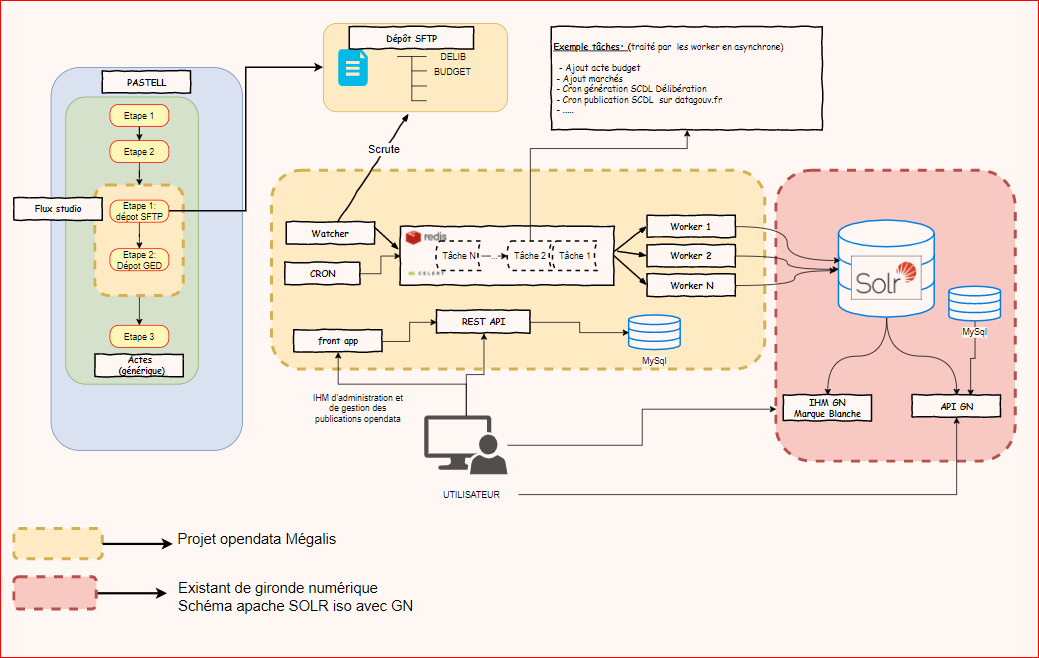 Dépôt SFTP
DELIB
BUDGET
Exemple tâches: (traité par les worker en asynchrone)
- Ajout acte budget
- Ajout marchés
- Cron génération SCDL Délibération
- Cron publication SCDL sur datagouv.fr
- .....
PASTELL
Etape 1
Etape 2
Flux studio
Etape 1:
dépot SFTP
Etape 2:
Dépot GED
Etape 3
Actes
(générique)
Scrute
Watcher
CRON
redis
Tâche N
...
Tâche 2
Tâche 1
CELERY
Worker 1
Worker 2
Worker N
front app
REST API
MySql
Solr
MySql
IHM GN
Marque Blanche
API GN
IHM d'administration et
de gestion des
publications opendata
UTILISATEUR
Projet opendata Mégalis
Existant de gironde numérique
Schéma apache SOLR iso avec GN